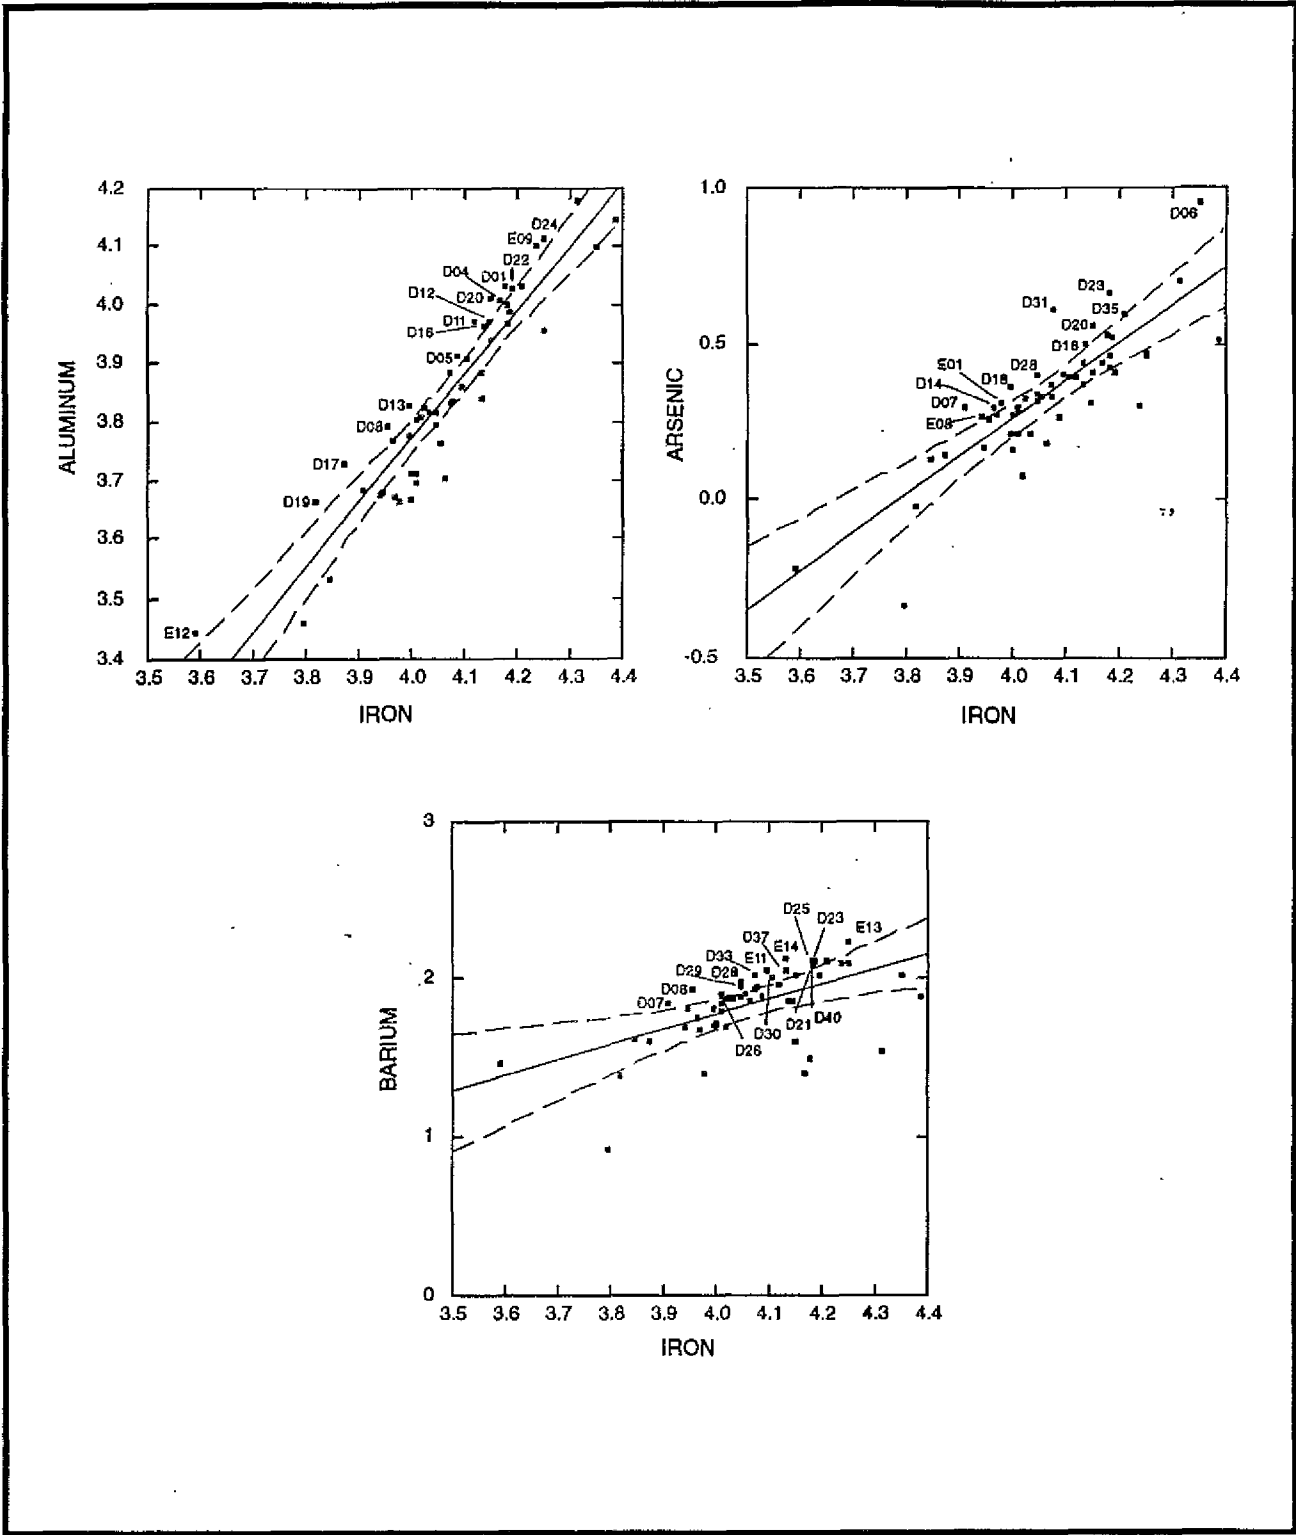 4.2
4.1
4.0
3.9
3.8
3.7
3.6
3.5
3.4
ALUMINUM
D24
E09
D22
D04
D01
D12
D20
D11
D16
D05
D13
D08
D17
D19
E12
3.5 3.6 3.7 3.8 3.9 4.0 4.1 4.2 4.3 4.4
IRON
1.0
0.5
0.0
-0.5
ARSENIC
D06
D23
D31
D35
D20
D16
E01
D28
D14
D18
D07
E08
3.5 3.6 3.7 3.8 3.9 4.0 4.1 4.2 4.3 4.4
IRON
3
2
1
0
BARIUM
D25
D23
E13
D37
E14
D33
E11
D29
D28
D08
D07
D40
D21
D30
D26
3.5 3.6 3.7 3.8 3.9 4.0 4.1 4.2 4.3 4.4
IRON